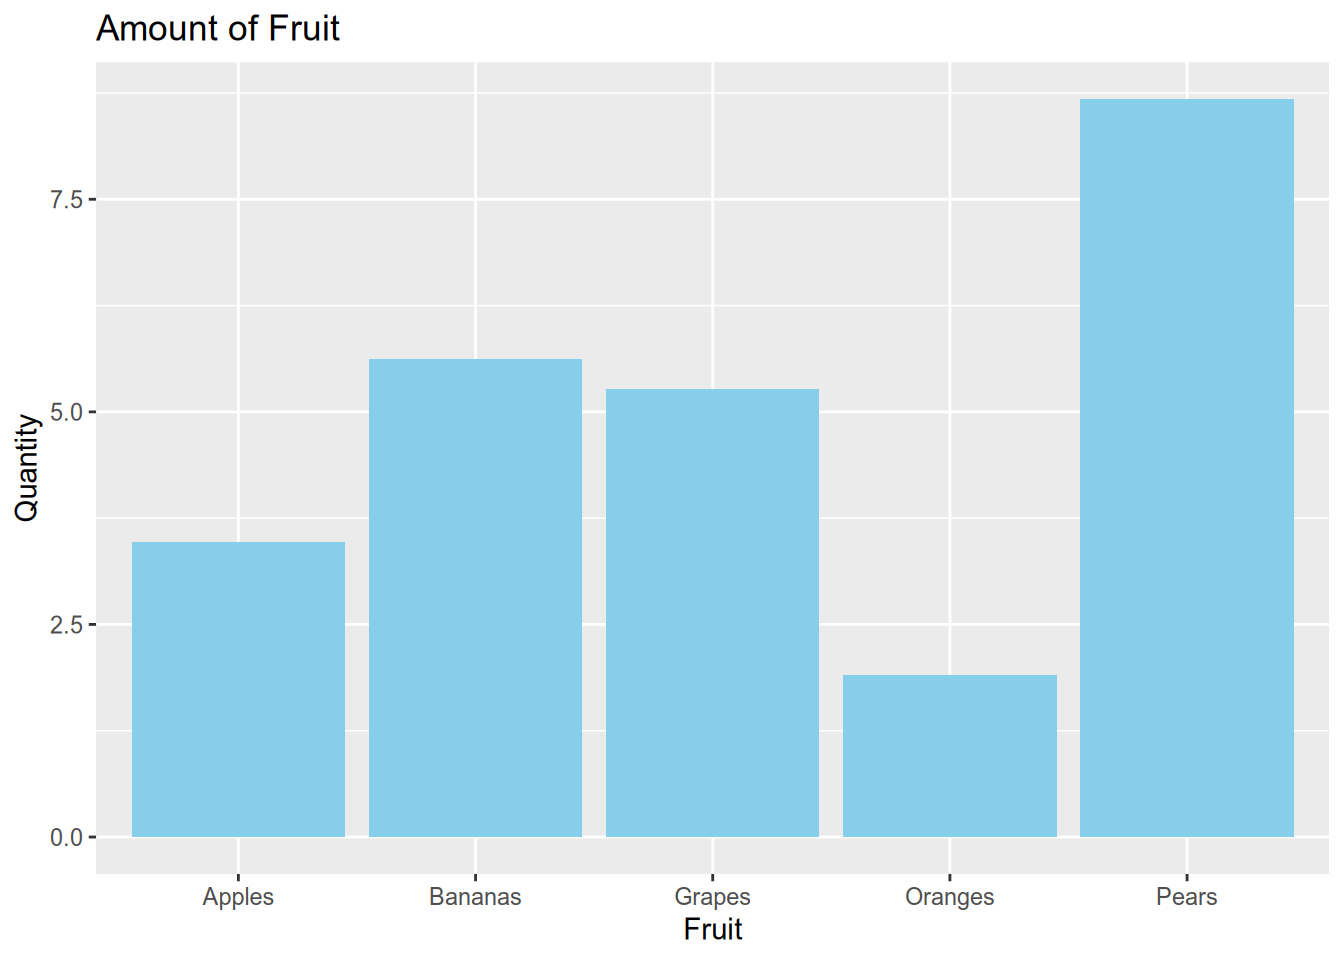 Amount of Fruit
7.5
5.0
2.5
0.0
Quantity
Apples Bananas Grapes Oranges Pears
Fruit